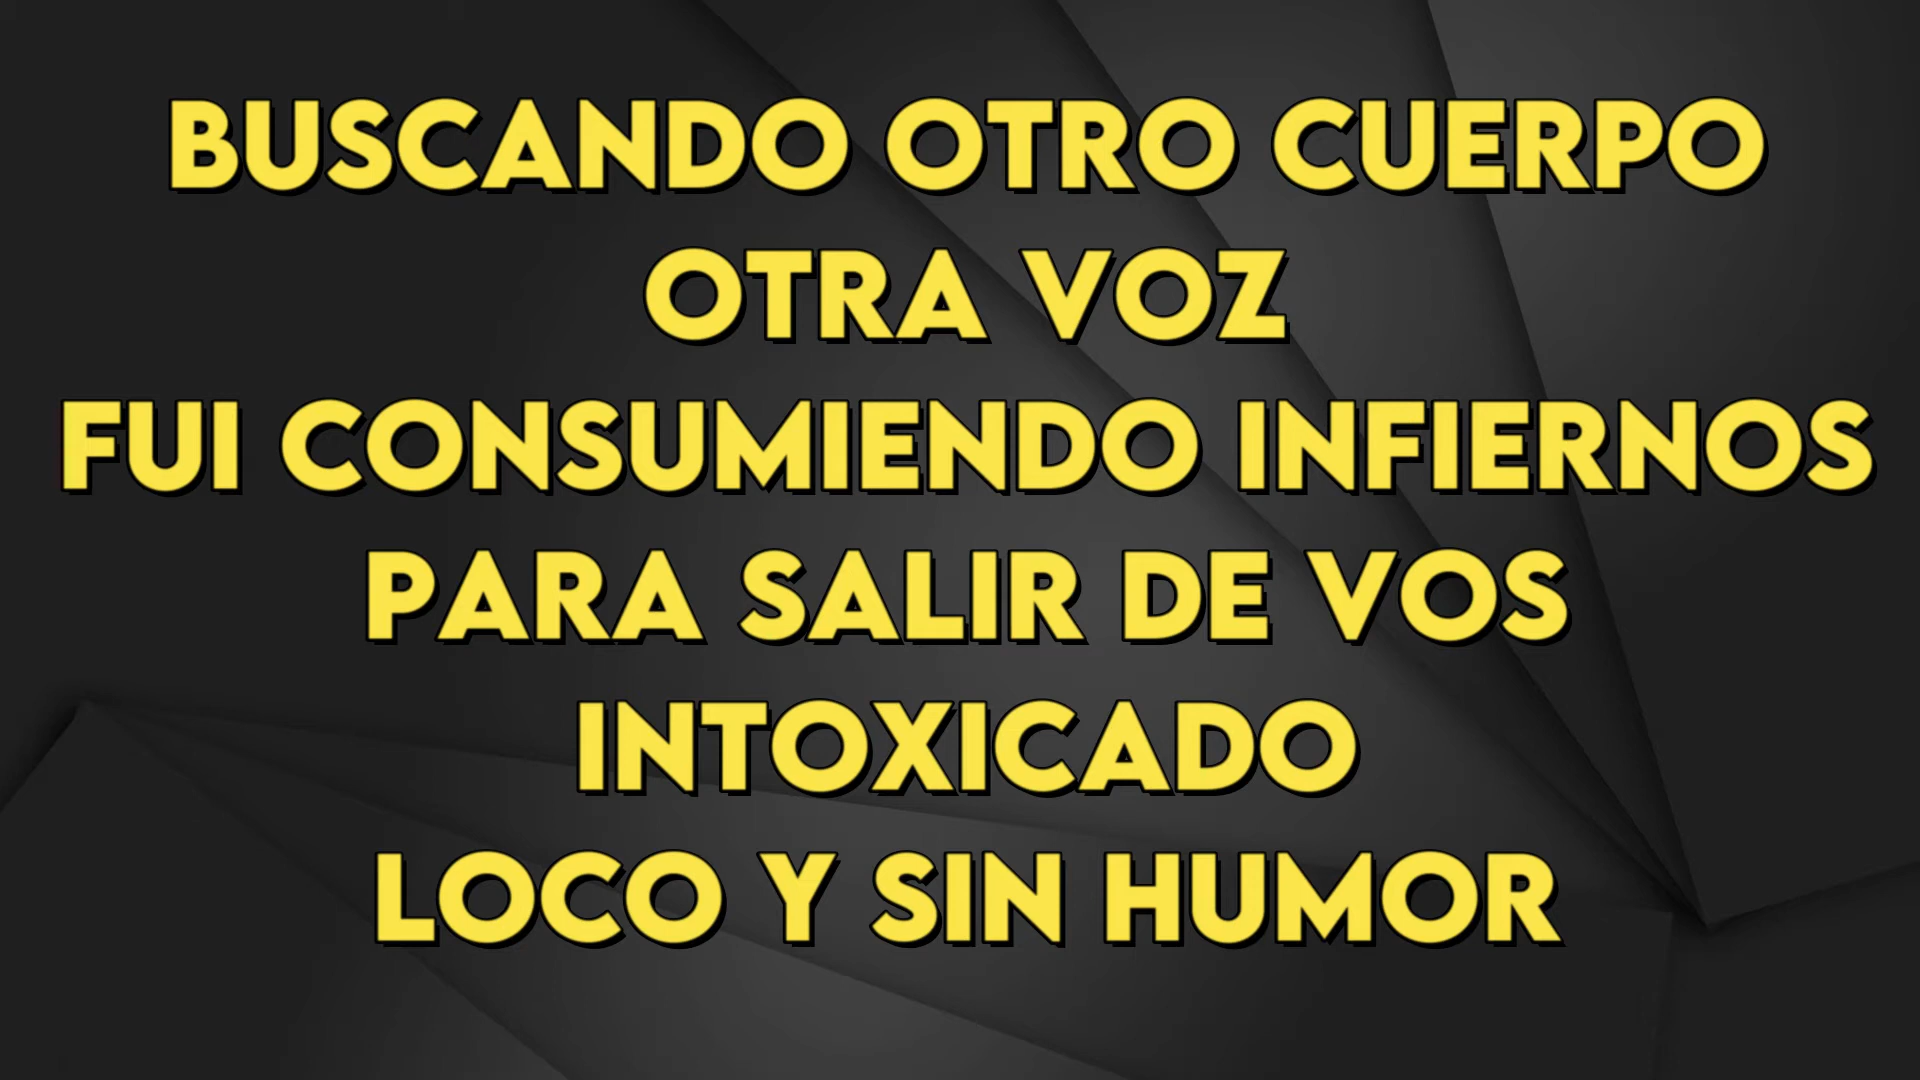 BUSCANDO OTRO CUERPO
OTRA VOZ
FUI CONSUMIENDO INFIERNOS
PARA SALIR DE VOS
INTOXICADO
LOCO Y SIN HUMOR